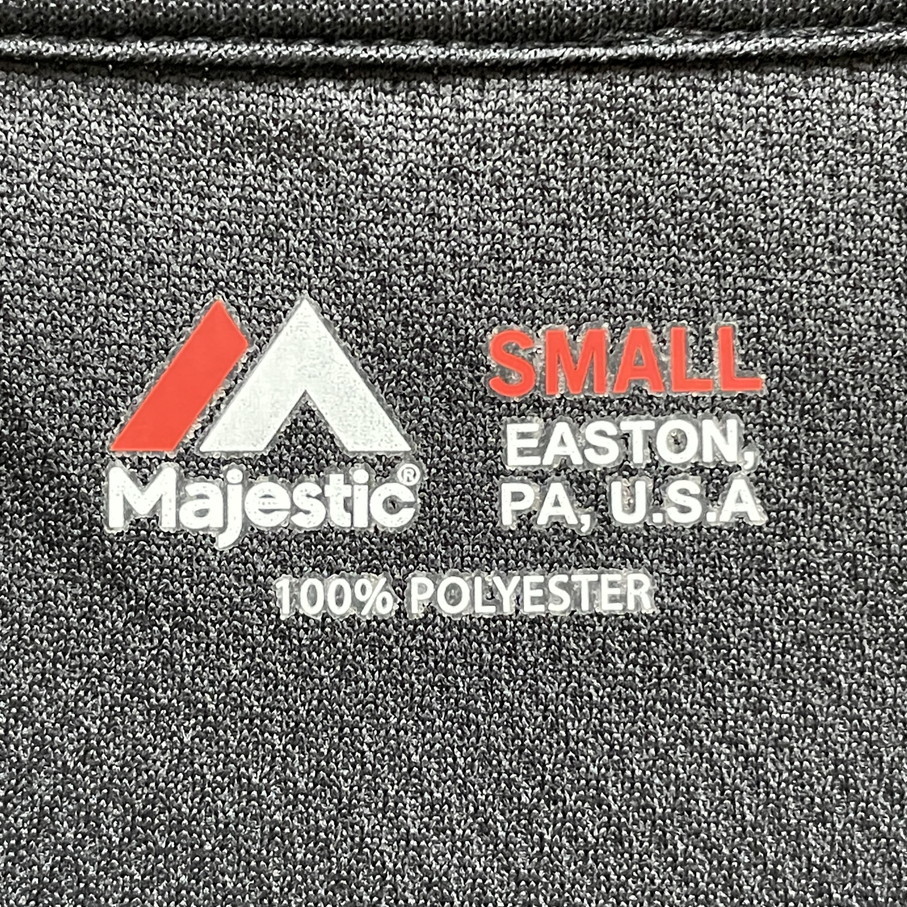 Majestic®
SMALL
EASTON,
PA, U.S.A
100% POLYESTER